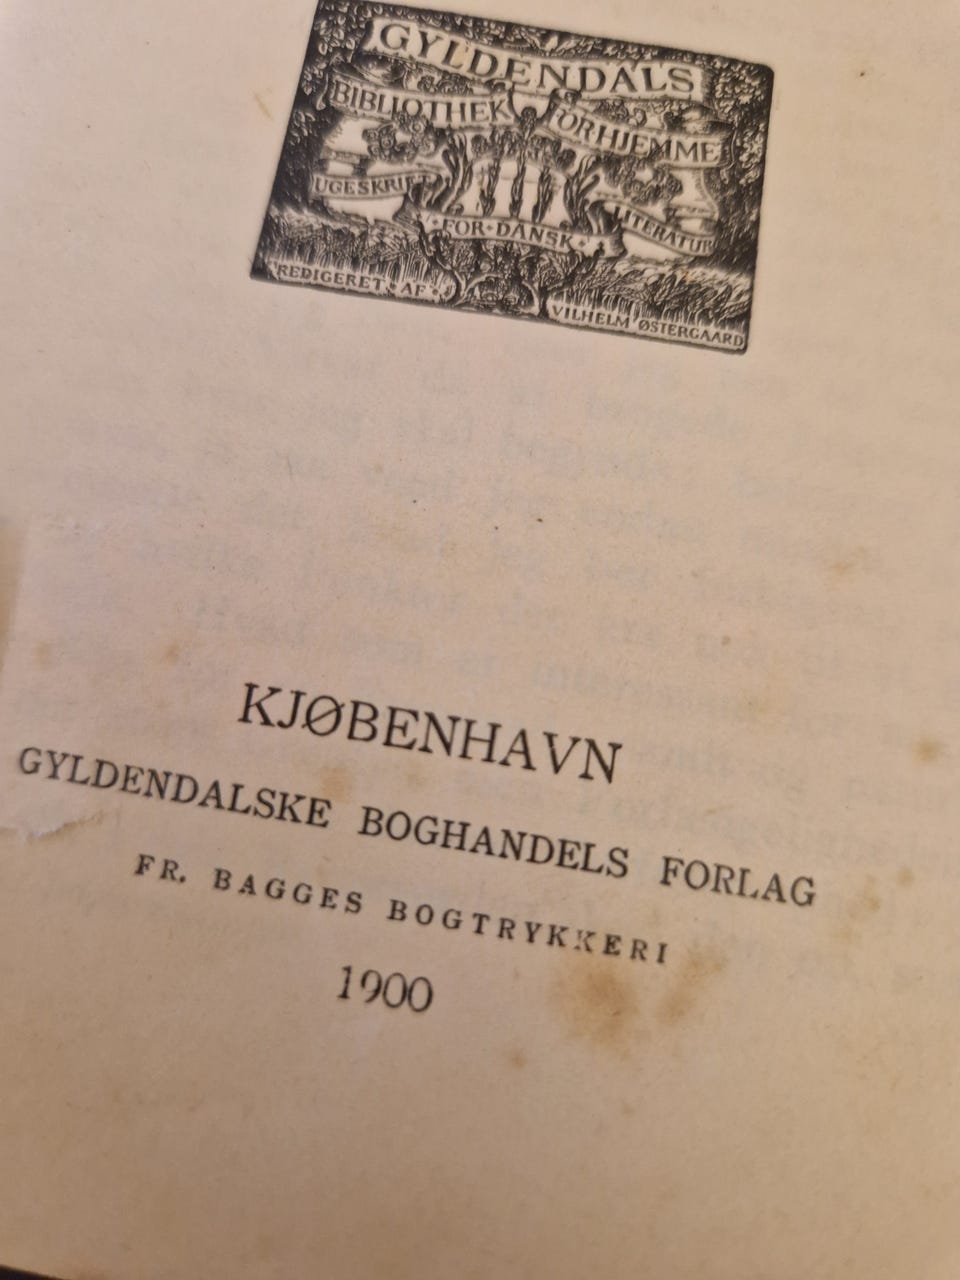 GYLDENDALS
BIBLIOTHEK FOR HJEMME
UGESKRIFT
FOR DANSK
LITERATUR
REDIGERET AF
VILHELM ØSTERGAARD
KJØBENHAVN
GYLDENDALSKE BOGHANDELS FORLAG
FR. BAGGES BOGTRYKKERI
1900